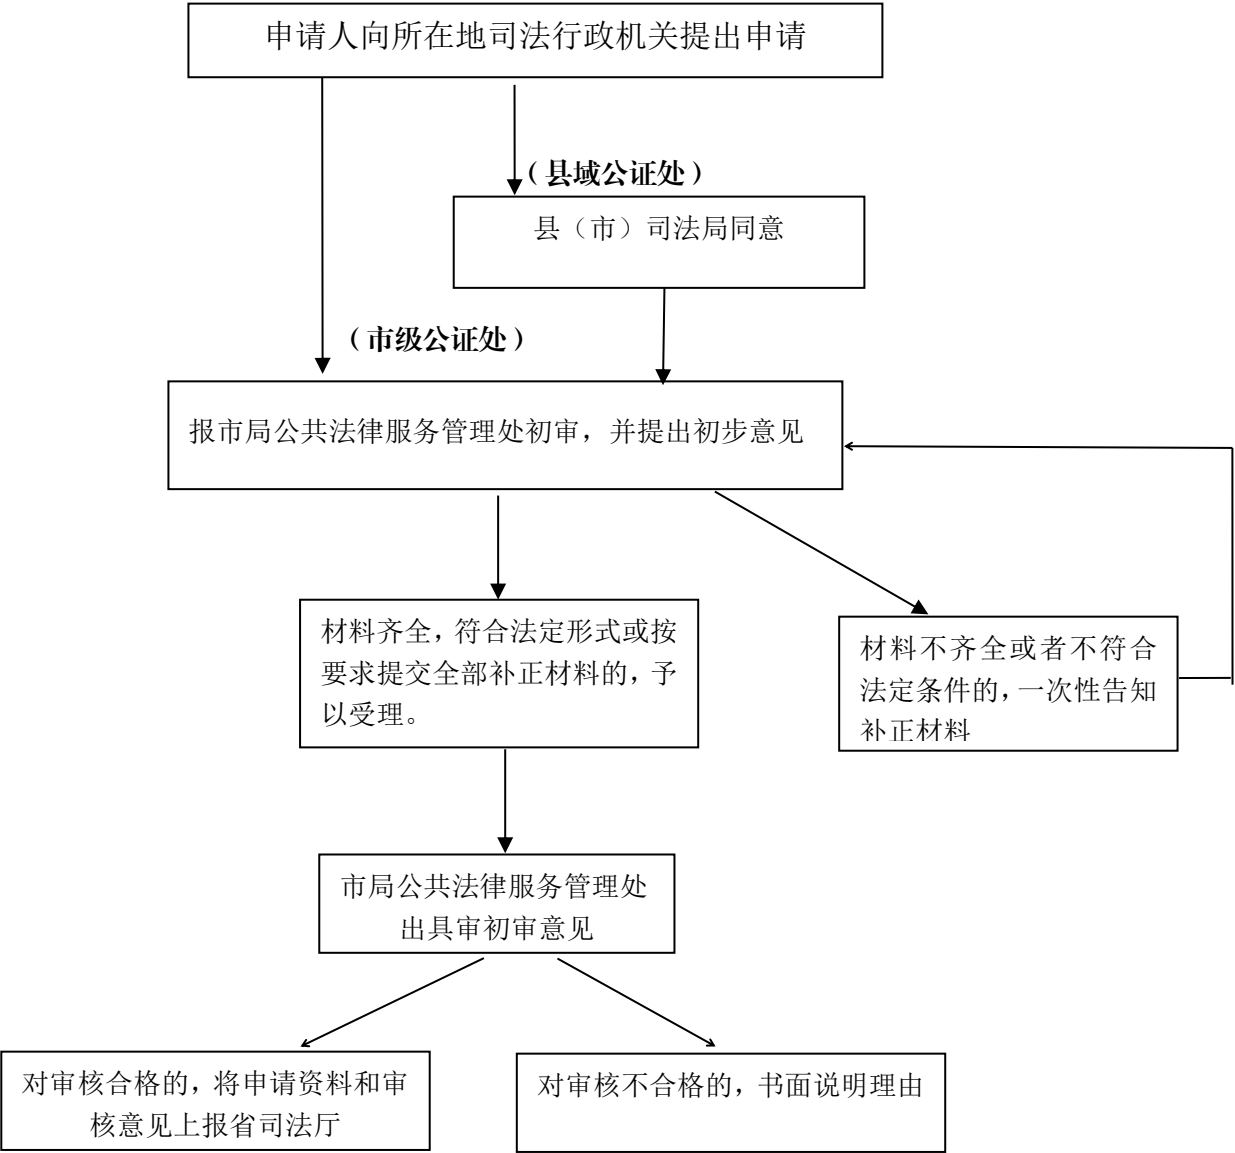 申请人向所在地司法行政机关提出申请
（县域公证处）
县（市）司法局同意
（市级公证处）
报市局公共法律服务管理处初审，并提出初步意见
材料齐全，符合法定形式或按
要求提交全部补正材料的，予
以受理。
材料不齐全或者不符合
法定条件的，一次性告知
补正材料
市局公共法律服务管理处
出具审初审意见
对审核合格的，将申请资料和审
核意见上报省司法厅
对审核不合格的，书面说明理由